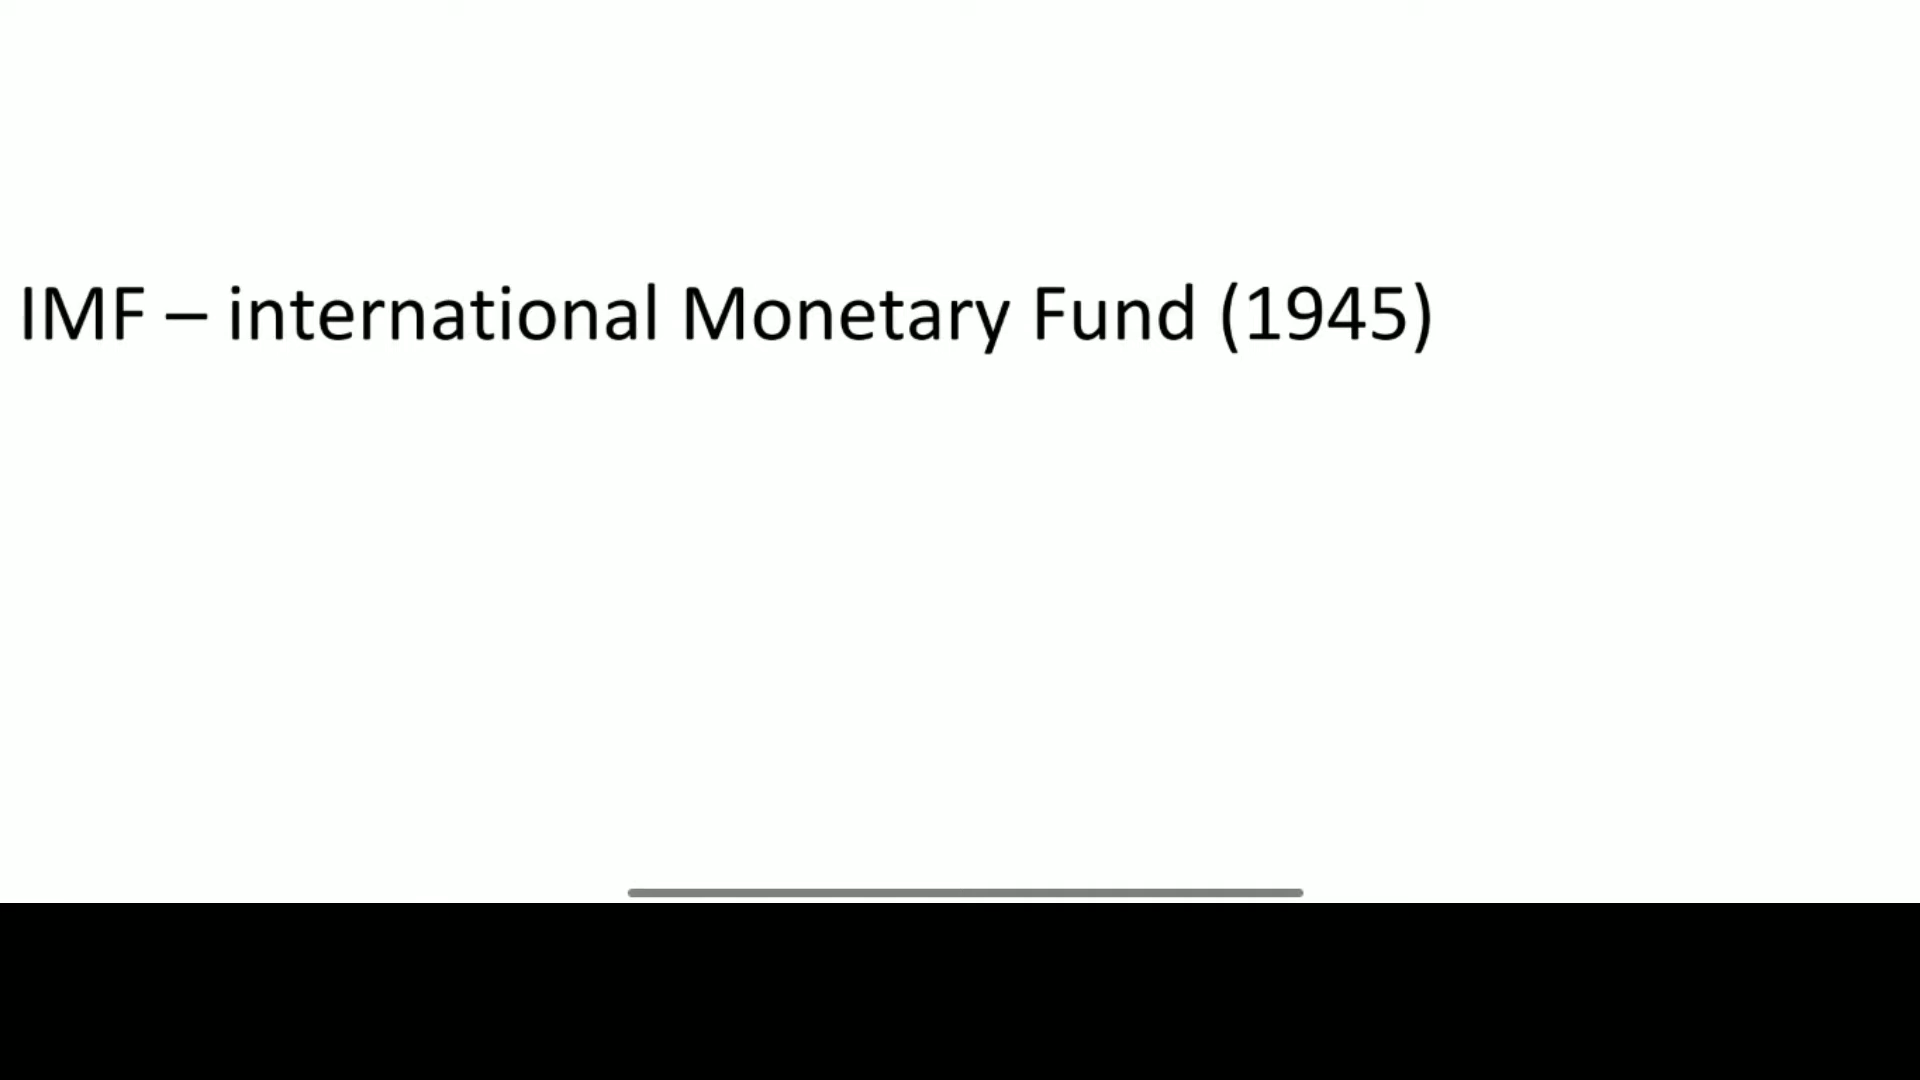 IMF – international Monetary Fund (1945)